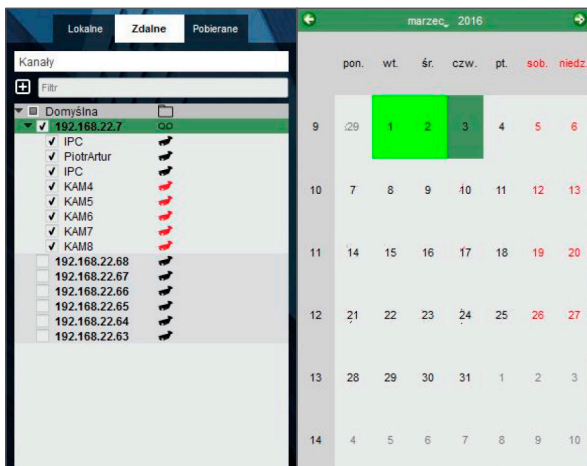 Lokalne Zdalne Pobierane
Kanały
Filtr
Domyślna
192.168.22.7
IPC
PiotrArtur
IPC
KAM4
KAM5
KAM6
KAM7
KAM8
192.168.22.68
192.168.22.67
192.168.22.66
192.168.22.65
192.168.22.64
192.168.22.63
marzec, 2016
pon. wt. śr. czw. pt. sob. niedz.
9 29 1 2 3 4 5 6
10 7 8 9 10 11 12 13
11 14 15 16 17 18 19 20
12 21 22 23 24 25 26 27
13 28 29 30 31 1 2 3
14 4 5 6 7 8 9 10